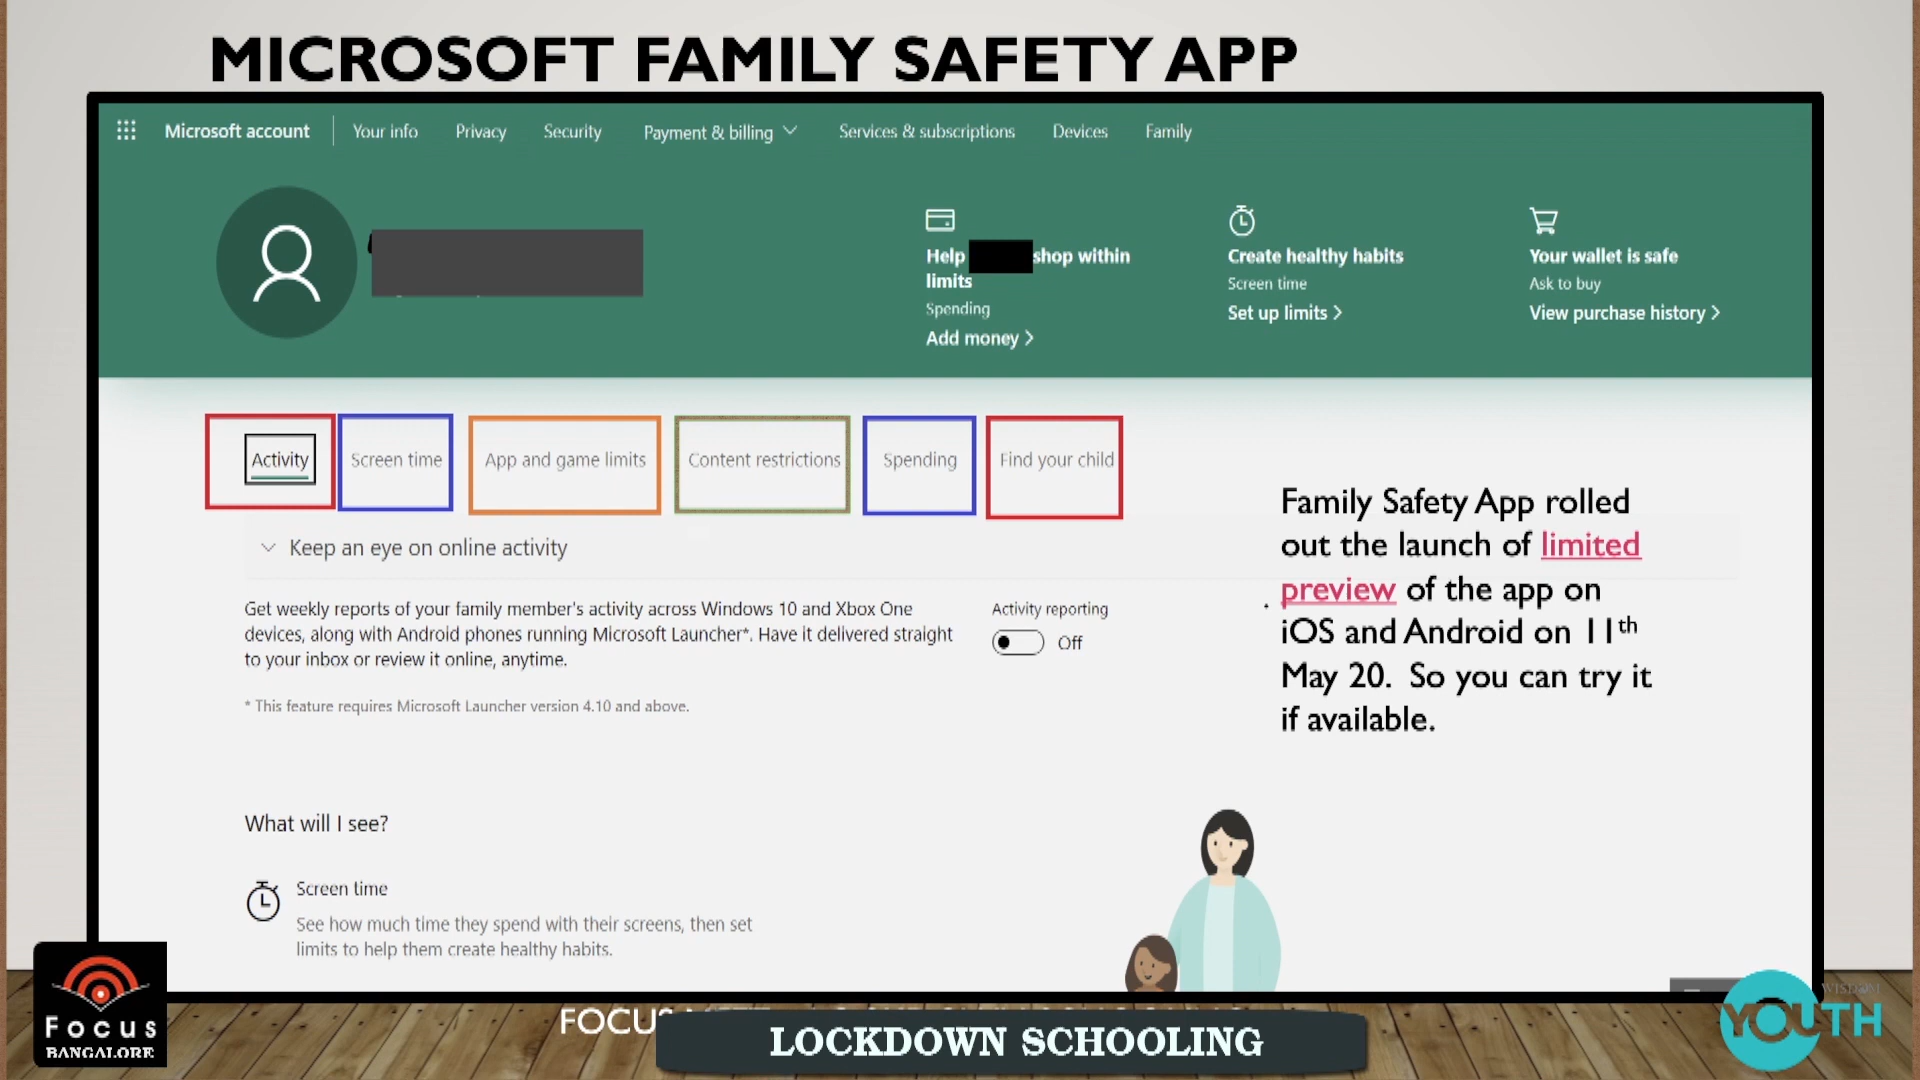 MICROSOFT FAMILY SAFETY APP
Microsoft account
Your info
Privacy
Security
Payment & billing
Services & subscriptions
Devices
Family
Help
shop within
limits
Spending
Add money >
Create healthy habits
Screen time
Set up limits >
Your wallet is safe
Ask to buy
View purchase history >
Activity
Screen time
App and game limits
Content restrictions
Spending
Find your child
Keep an eye on online activity
Get weekly reports of your family member's activity across Windows 10 and Xbox One
devices, along with Android phones running Microsoft Launcher*. Have it delivered straight
to your inbox or review it online, anytime.
Activity reporting
Off
* This feature requires Microsoft Launcher version 4.10 and above.
Family Safety App rolled
out the launch of limited
preview of the app on
iOS and Android on 11th
May 20. So you can try it
if available.
What will I see?
Screen time
See how much time they spend with their screens, then set
limits to help them create healthy habits.
Focus
BANGALORE
LOCKDOWN SCHOOLING
WISDOM
YOUTH